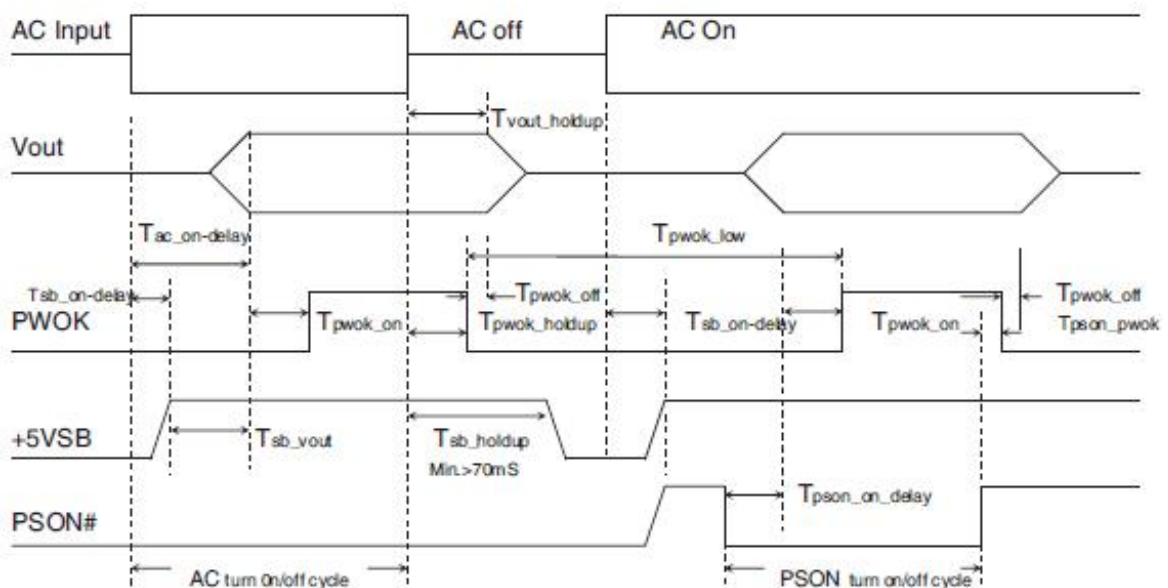 AC Input
AC off
AC On
Tvout_holdup
Vout
Tac_on-delay
Tpwok_low
Tsb_on-delay
Tpwok_off
Tpwok_off
PWOK
Tpwok_on
Tpwok_holdup
Tsb_on-delay
Tpwok_on
Tpson_pwok
+5VSB
Tsb_vout
Tsb_holdup
Min.>70mS
Tpson_on_delay
PSON#
AC turn 0n/off cycle
PSON turn on/off cycle